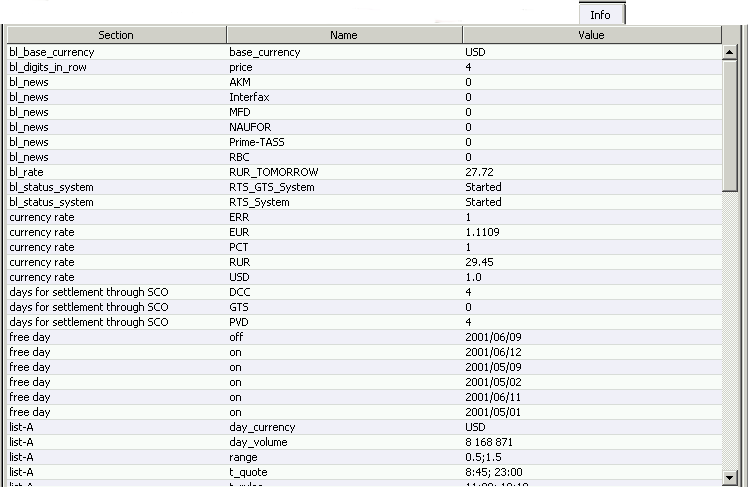 Info
Section Name Value
bl_base_currency base_currency USD
bl_digits_in_row price 4
bl_news AKM 0
bl_news Interfax 0
bl_news MFD 0
bl_news NAUFOR 0
bl_news Prime-TASS 0
bl_news RBC 0
bl_rate RUR_TOMORROW 27.72
bl_status_system RTS_GTS_System Started
bl_status_system RTS_System Started
currency rate ERR 1
currency rate EUR 1.1109
currency rate PCT 1
currency rate RUR 29.45
currency rate USD 1.0
days for settlement through SCO DCC 4
days for settlement through SCO GTS 0
days for settlement through SCO PVD 4
free day off 2001/06/09
free day on 2001/06/12
free day on 2001/05/09
free day on 2001/05/02
free day on 2001/06/11
free day on 2001/05/01
list-A day_currency USD
list-A day_volume 8 168 871
list-A range 0.5;1.5
list-A t_quote 8:45; 23:00